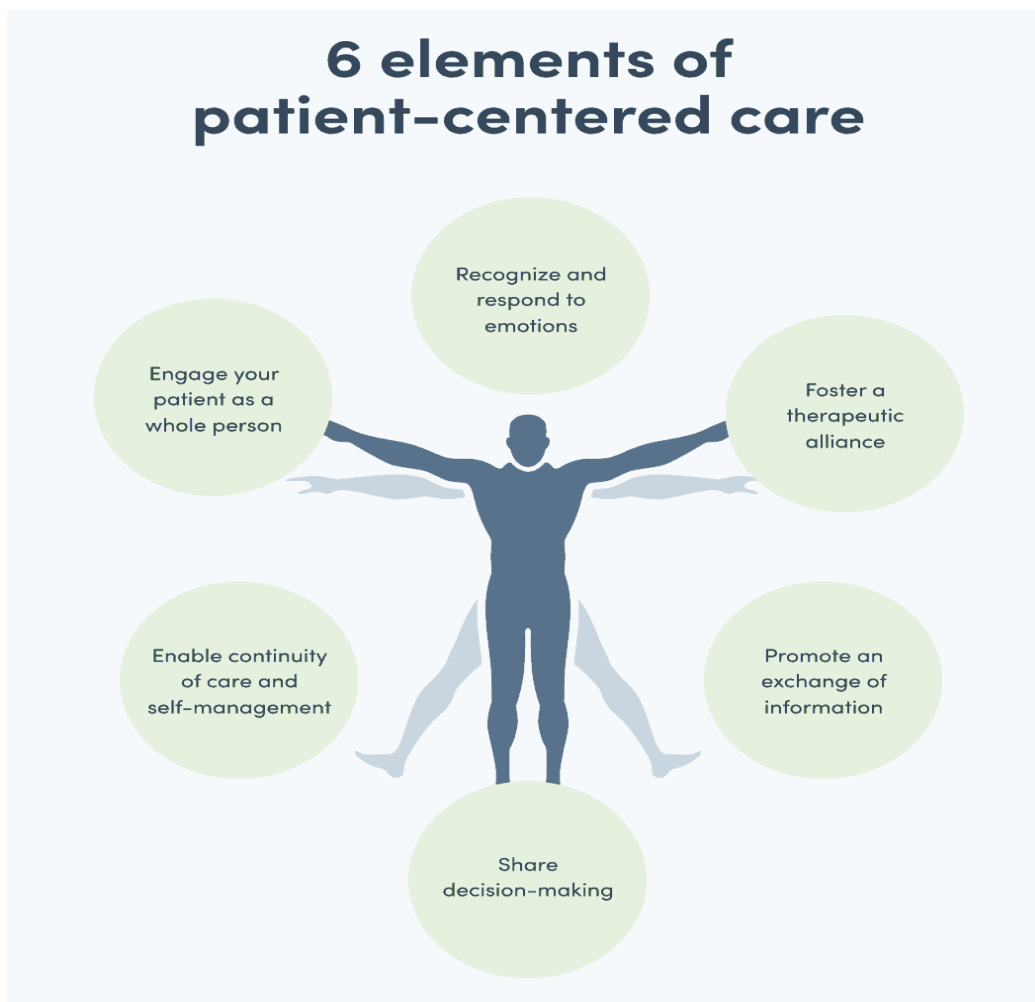 6 elements of
patient-centered care
Recognize and
respond to
emotions
Engage your
patient as a
whole person
Foster a
therapeutic
alliance
Enable continuity
of care and
self-management
Promote an
exchange of
information
Share
decision-making